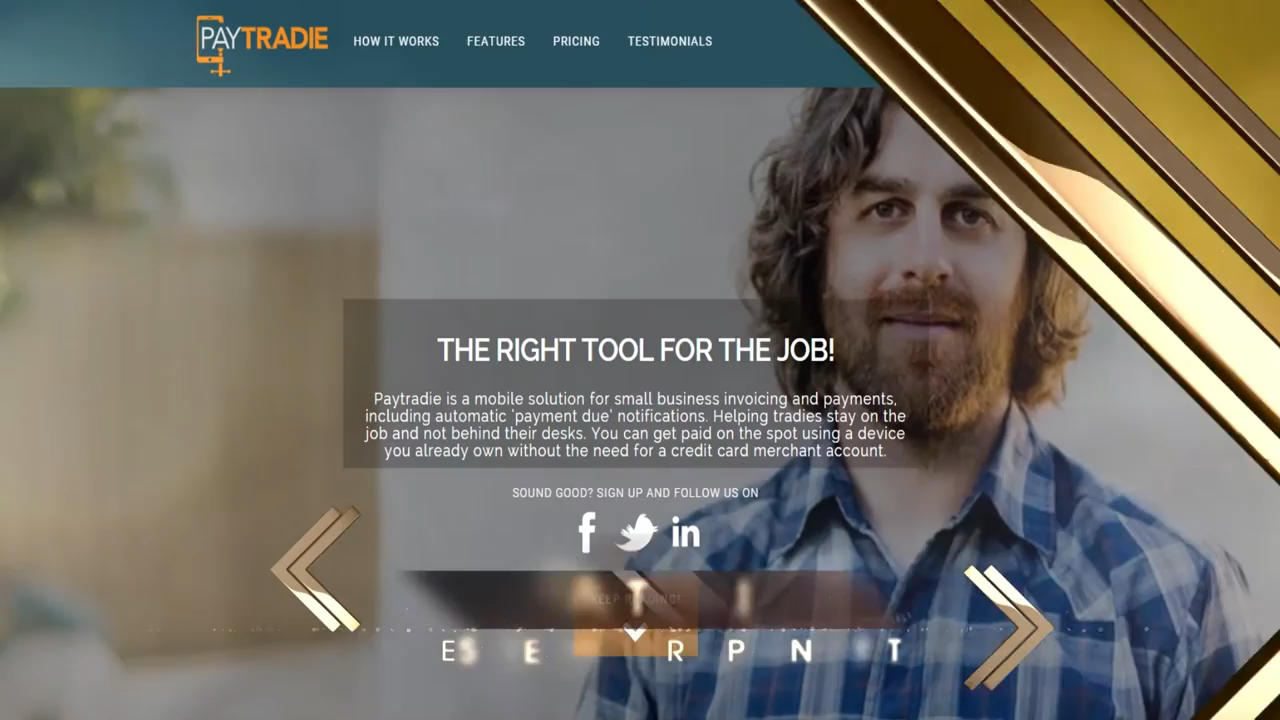 PAYTRADIE
HOW IT WORKS FEATURES PRICING TESTIMONIALS
THE RIGHT TOOL FOR THE JOB!
Paytradie is a mobile solution for small business invoicing and payments,
including automatic ‘payment due’ notifications. Helping tradies stay on the
job and not behind their desks. You can get paid on the spot using a device
you already own without the need for a credit card merchant account.
SOUND GOOD? SIGN UP AND FOLLOW US ON
KEEP READING!